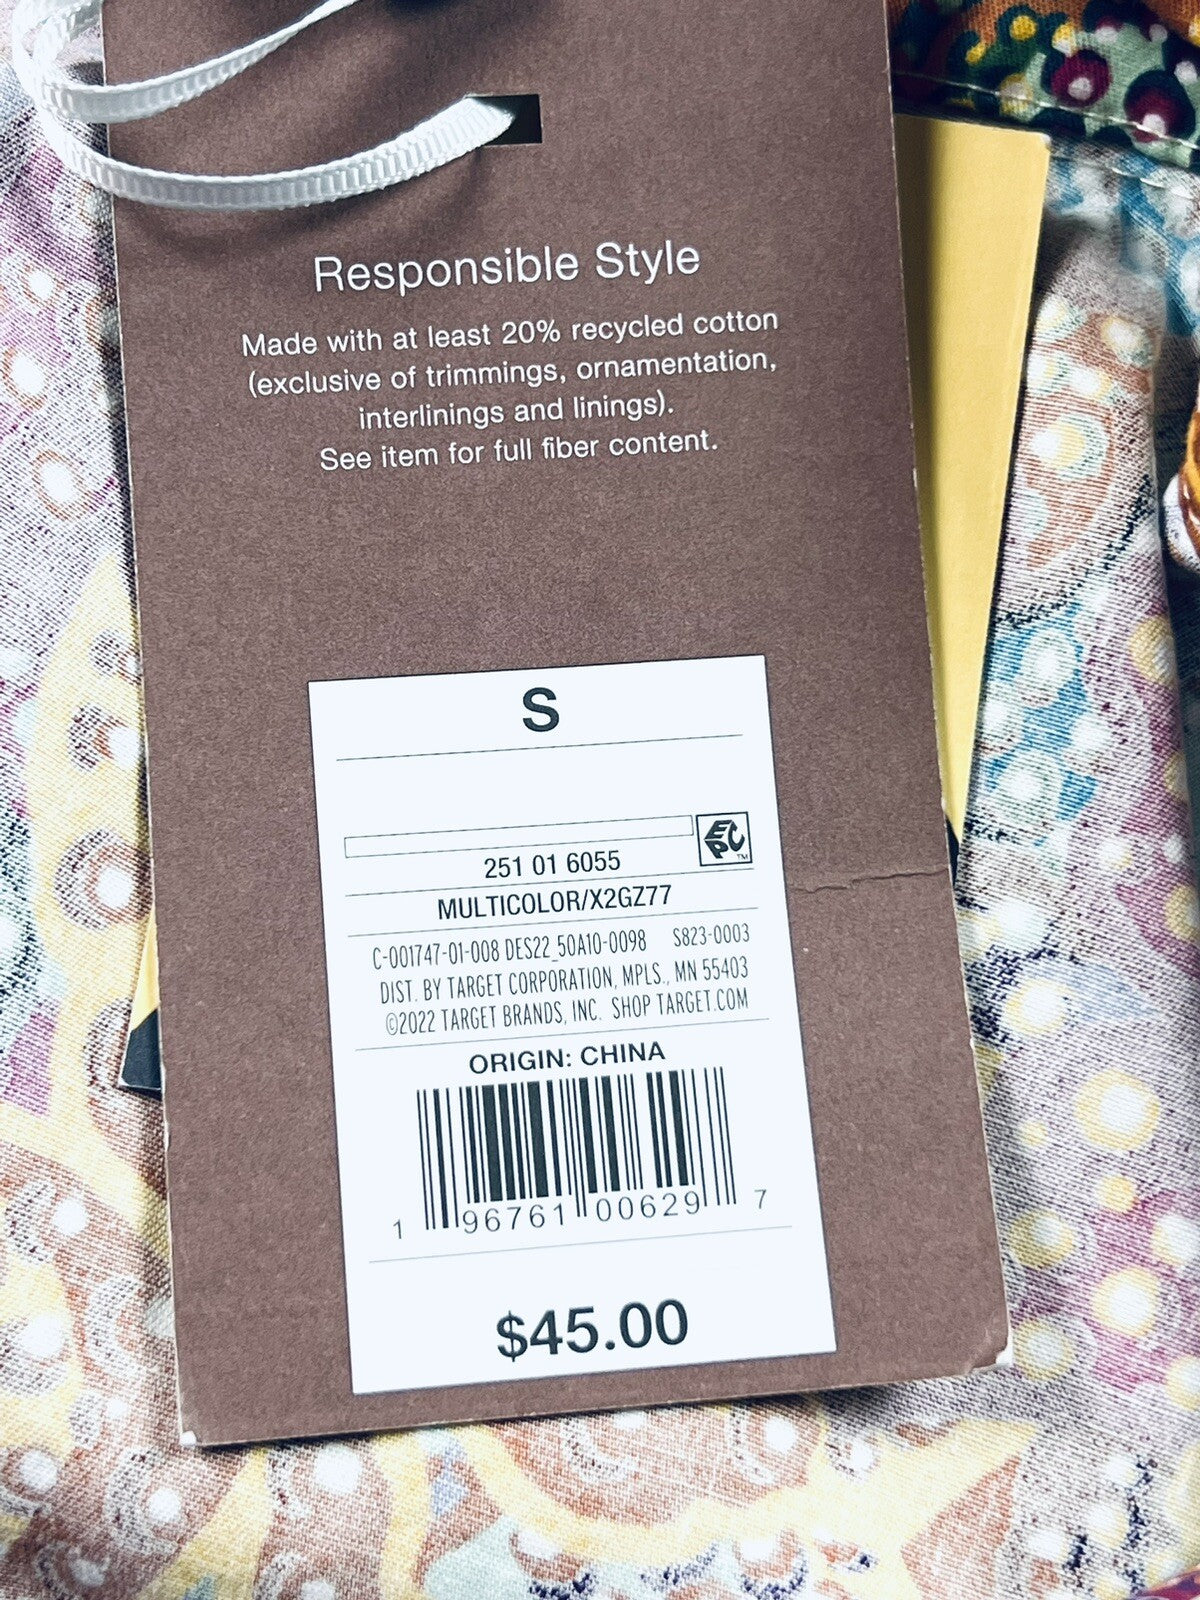 Responsible Style
Made with at least 20% recycled cotton
(exclusive of trimmings, ornamentation,
interlinings and linings).
See item for full fiber content.
S
EPC
TM
251 01 6055
MULTICOLOR/X2GZ77
C-001747-01-008 DES22_50A10-0098 S823-0003
DIST. BY TARGET CORPORATION, MPLS., MN 55403
©2022 TARGET BRANDS, INC. SHOP TARGET.COM
ORIGIN: CHINA
1 96761 00629 7
$45.00